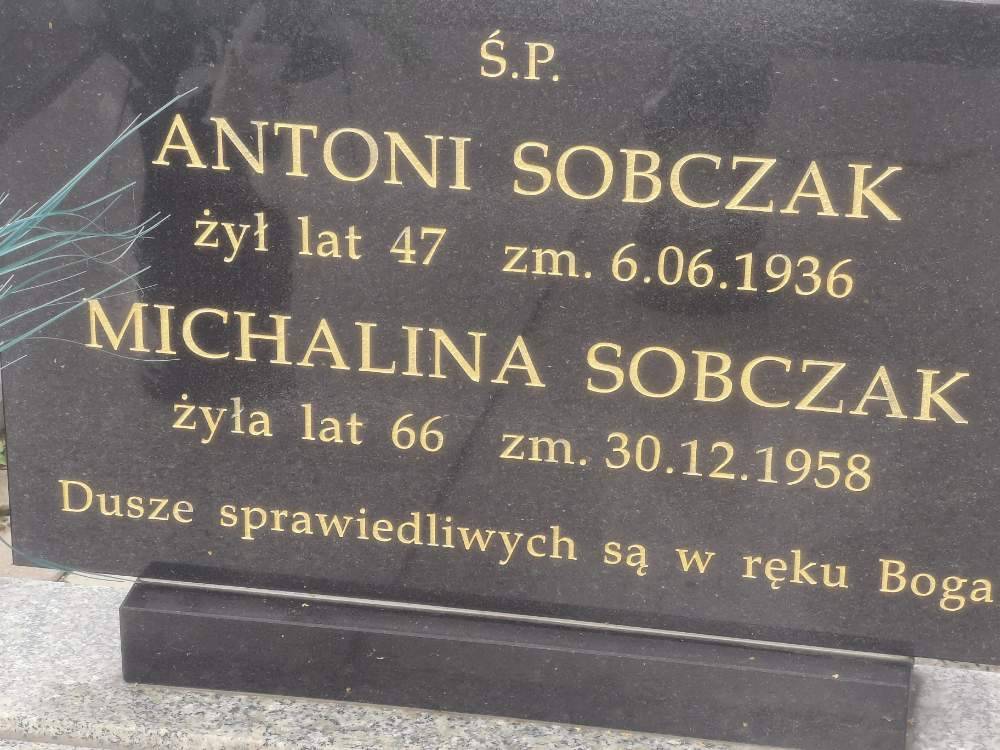 Ś.P.
ANTONI SOBCZAK
żył lat 47 zm. 6.06.1936
MICHALINA SOBCZAK
żyła lat 66 zm. 30.12.1958
Dusze sprawiedliwych są w ręku Boga